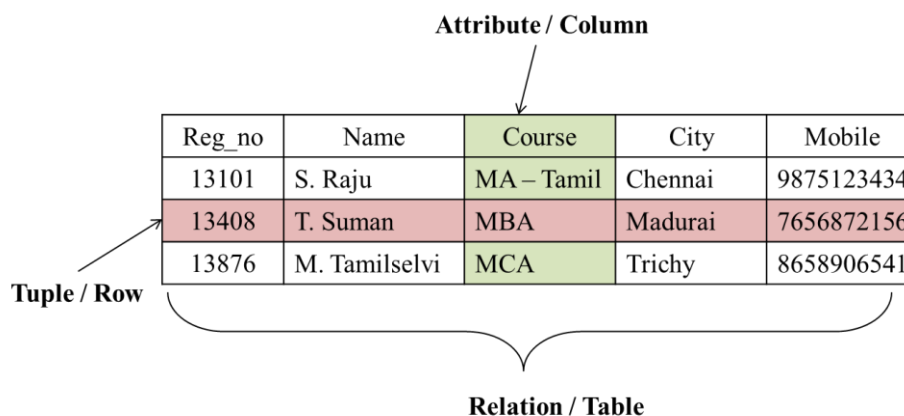 Attribute / Column
Reg_no Name Course City Mobile
13101 S. Raju MA – Tamil Chennai 9875123434
13408 T. Suman MBA Madurai 7656872156
13876 M. Tamilselvi MCA Trichy 8658906541
Tuple / Row
Relation / Table